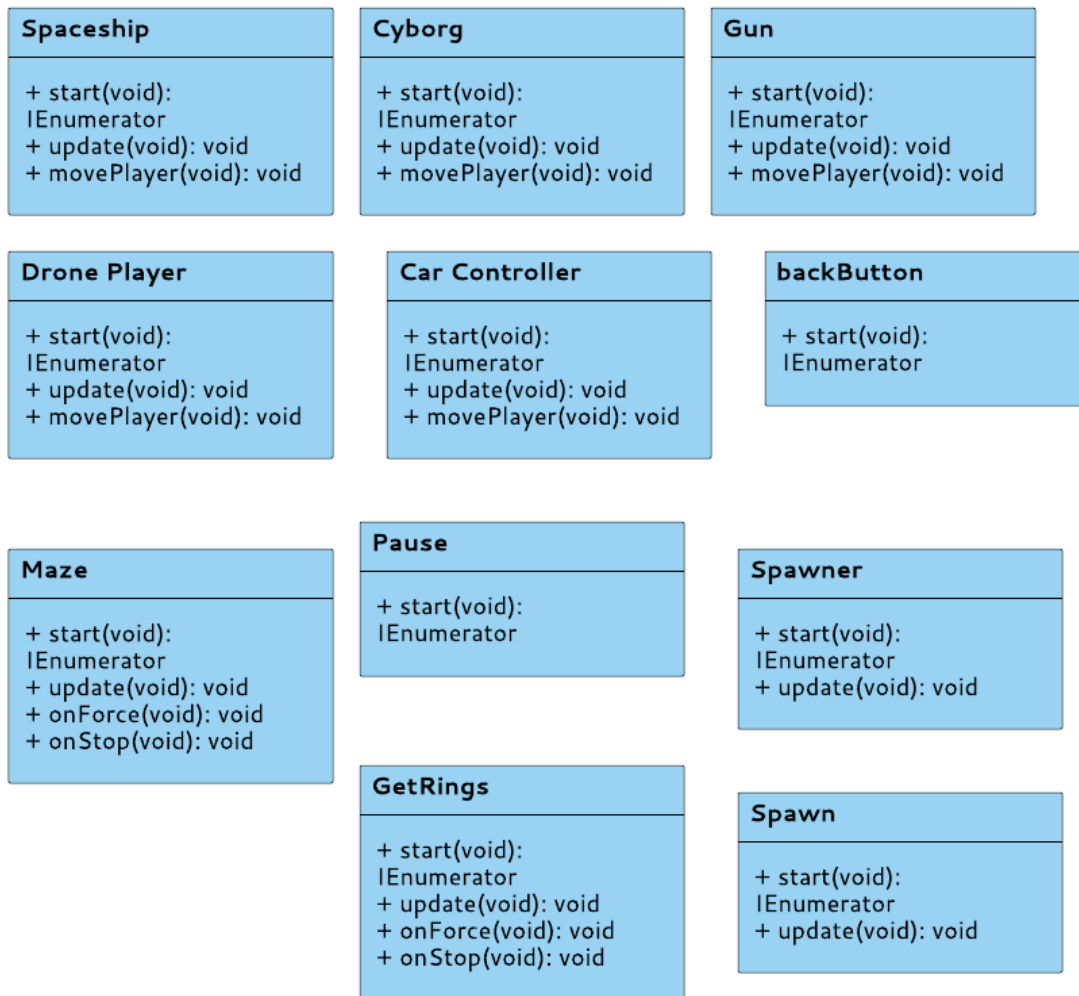 Spaceship
+ start(void):
IEnumerator
+ update(void): void
+ movePlayer(void): void
Cyborg
+ start(void):
IEnumerator
+ update(void): void
+ movePlayer(void): void
Gun
+ start(void):
IEnumerator
+ update(void): void
+ movePlayer(void): void
Drone Player
+ start(void):
IEnumerator
+ update(void): void
+ movePlayer(void): void
Car Controller
+ start(void):
IEnumerator
+ update(void): void
+ movePlayer(void): void
backButton
+ start(void):
IEnumerator
Maze
+ start(void):
IEnumerator
+ update(void): void
+ onForce(void): void
+ onStop(void): void
Pause
+ start(void):
IEnumerator
Spawner
+ start(void):
IEnumerator
+ update(void): void
GetRings
+ start(void):
IEnumerator
+ update(void): void
+ onForce(void): void
+ onStop(void): void
Spawn
+ start(void):
IEnumerator
+ update(void): void